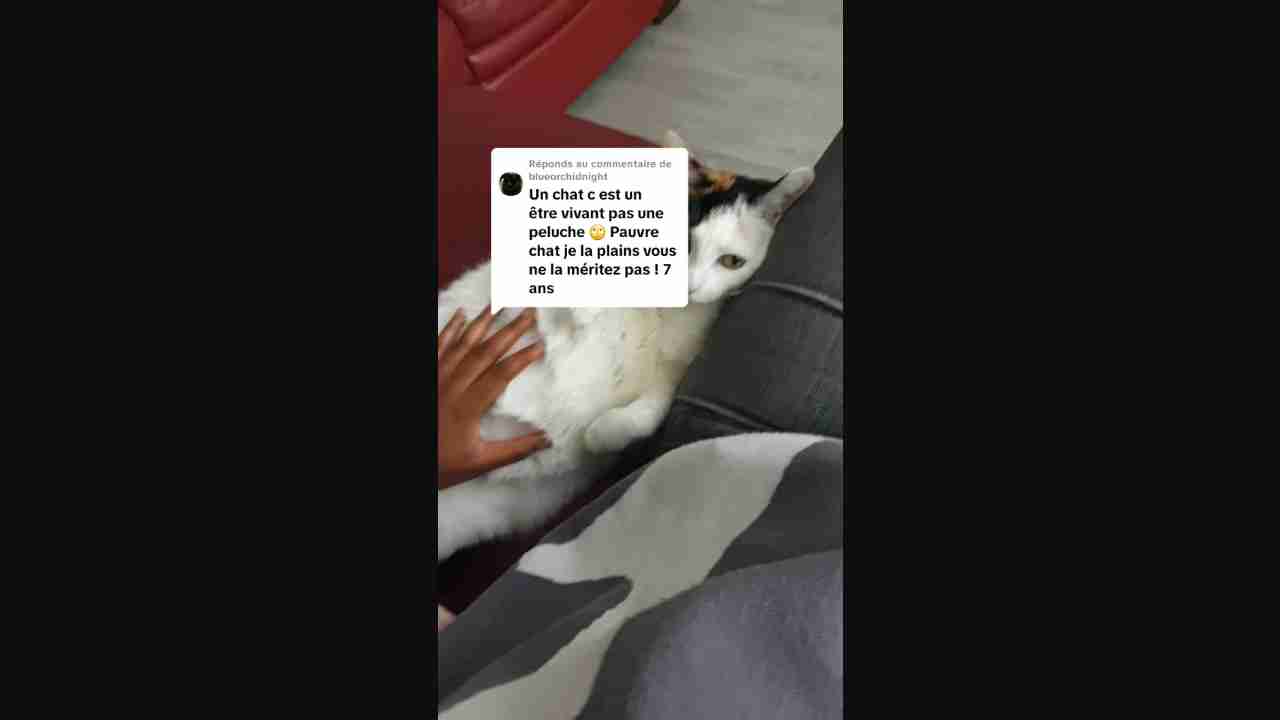 Réponds au commentaire de
blueorchidnight
Un chat c est un
être vivant pas une
peluche 🙄 Pauvre
chat je la plains vous
ne la méritez pas ! 7
ans